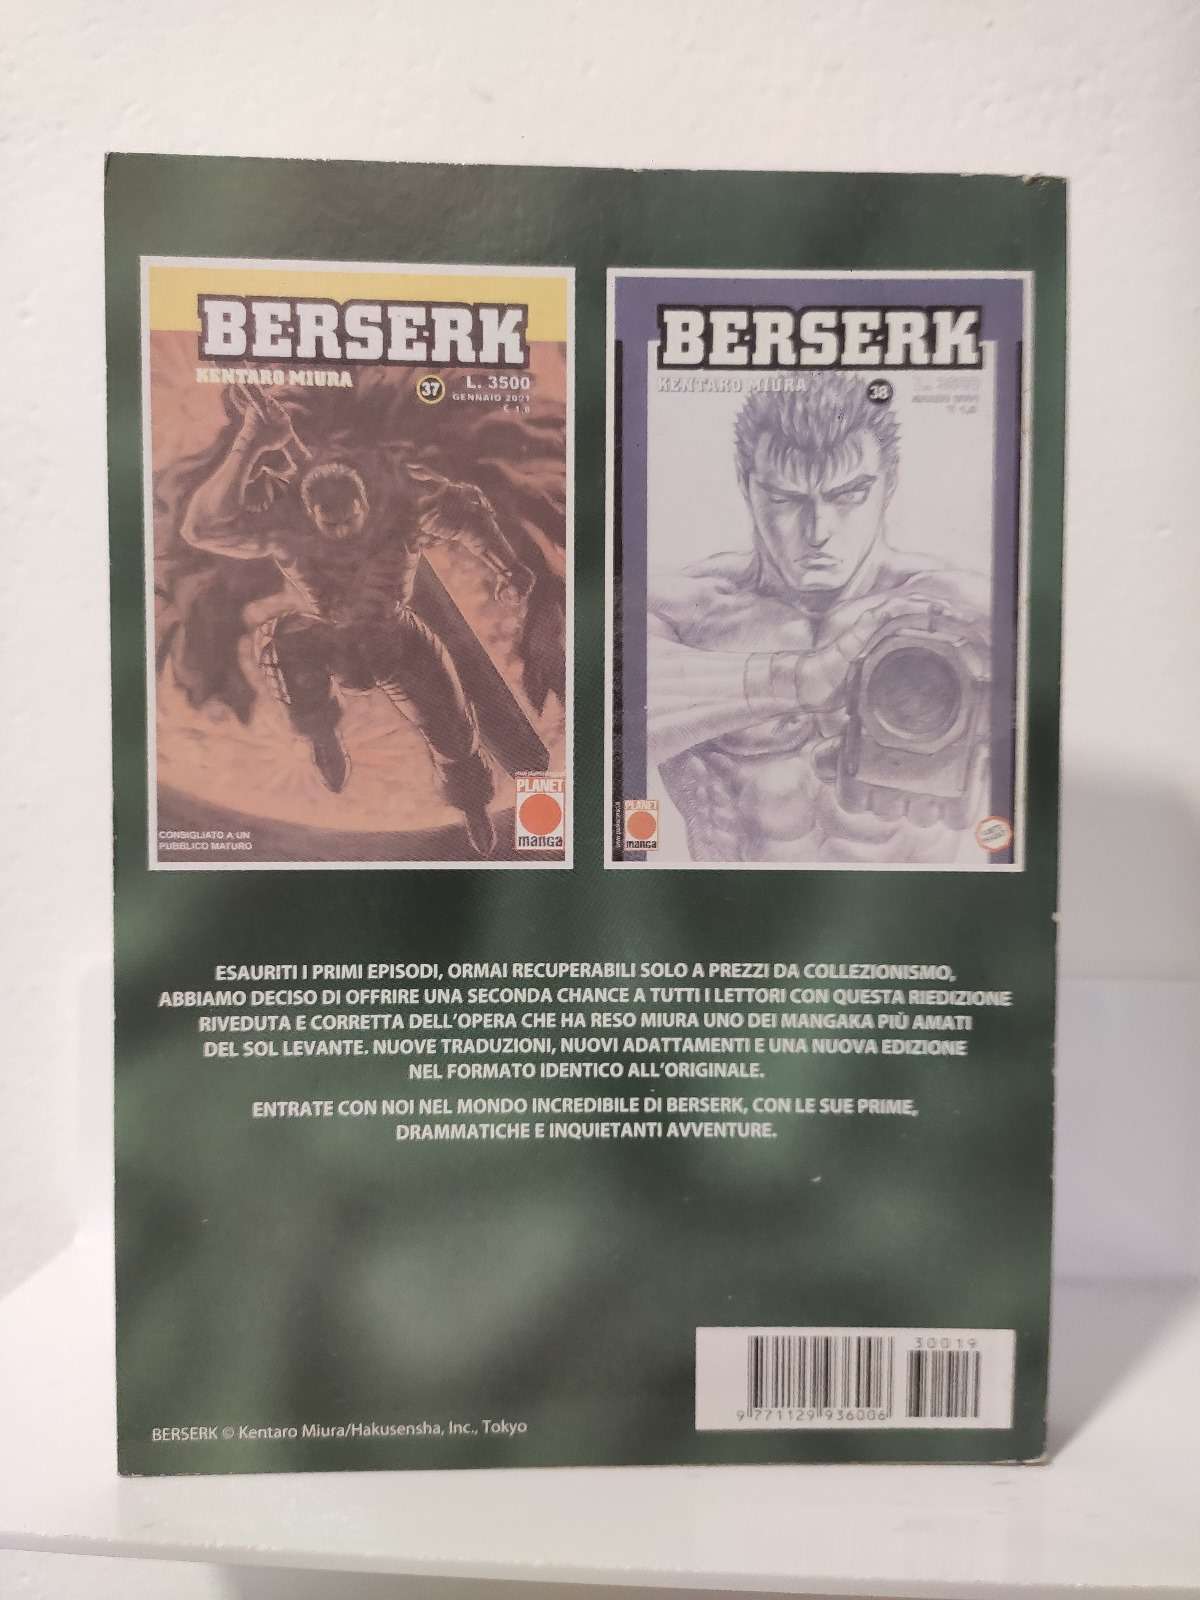 BERSERK
KENTARO MIURA
37
L. 3500
GENNAIO 2021
€ 1,8
CONSIGLIATO A UN
PUBBLICO MATURO
PLANET
manga
BERSERK
KENTARO MIURA
38
PLANET
manga
ESAURITI I PRIMI EPISODI, ORMAI RECUPERABILI SOLO A PREZZI DA COLLEZIONISMO,
ABBIAMO DECISO DI OFFRIRE UNA SECONDA CHANCE A TUTTI I LETTORI CON QUESTA RIEDIZIONE
RIVEDUTA E CORRETTA DELL'OPERA CHE HA RESO MIURA UNO DEI MANGAKA PIÙ AMATI
DEL SOL LEVANTE. NUOVE TRADUZIONI, NUOVI ADATTAMENTI E UNA NUOVA EDIZIONE
NEL FORMATO IDENTICO ALL'ORIGINALE.
ENTRATE CON NOI NEL MONDO INCREDIBILE DI BERSERK, CON LE SUE PRIME,
DRAMMATICHE E INQUIETANTI AVVENTURE.
30019
9 771129 936006
BERSERK © Kentaro Miura/Hakusensha, Inc., Tokyo